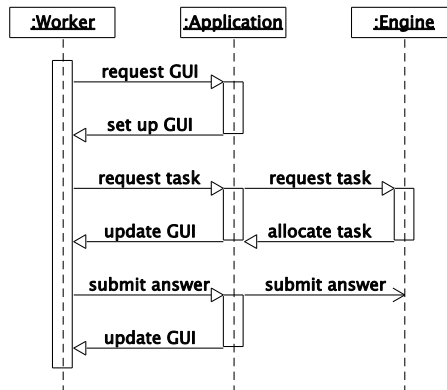 :Worker :Application :Engine
request GUI
set up GUI
request task request task
update GUI allocate task
submit answer submit answer
update GUI